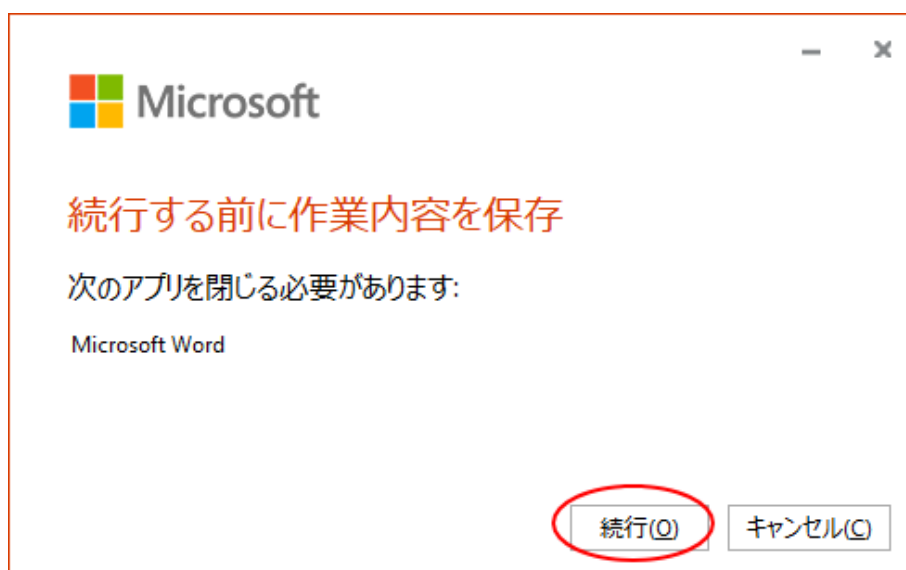 Microsoft
続行する前に作業内容を保存
次のアプリを閉じる必要があります:
Microsoft Word
続行(O)
キャンセル(C)